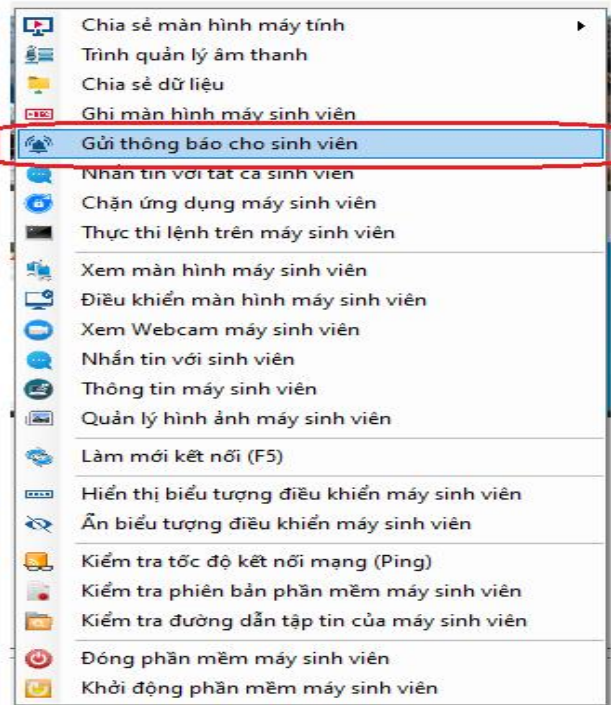 Chia sẻ màn hình máy tính
Trình quản lý âm thanh
Chia sẻ dữ liệu
Ghi màn hình máy sinh viên
Gửi thông báo cho sinh viên
Nhắn tin với tất cả sinh viên
Chặn ứng dụng máy sinh viên
Thực thi lệnh trên máy sinh viên
Xem màn hình máy sinh viên
Điều khiển màn hình máy sinh viên
Xem Webcam máy sinh viên
Nhắn tin với sinh viên
Thông tin máy sinh viên
Quản lý hình ảnh máy sinh viên
Làm mới kết nối (F5)
Hiển thị biểu tượng điều khiển máy sinh viên
Ẩn biểu tượng điều khiển máy sinh viên
Kiểm tra tốc độ kết nối mạng (Ping)
Kiểm tra phiên bản phần mềm máy sinh viên
Kiểm tra đường dẫn tập tin của máy sinh viên
Đóng phần mềm máy sinh viên
Khởi động phần mềm máy sinh viên